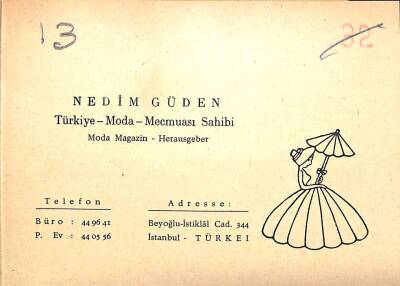 13
32
NEDİM GÜDEN
Türkiye-Moda-Mecmuası Sahibi
Moda Magazin - Herausgeber
Telefon
Büro : 44 96 41
P. Ev : 44 05 56
Adresse:
Beyoğlu-İstiklâl Cad. 344
İstanbul - TÜRKEI